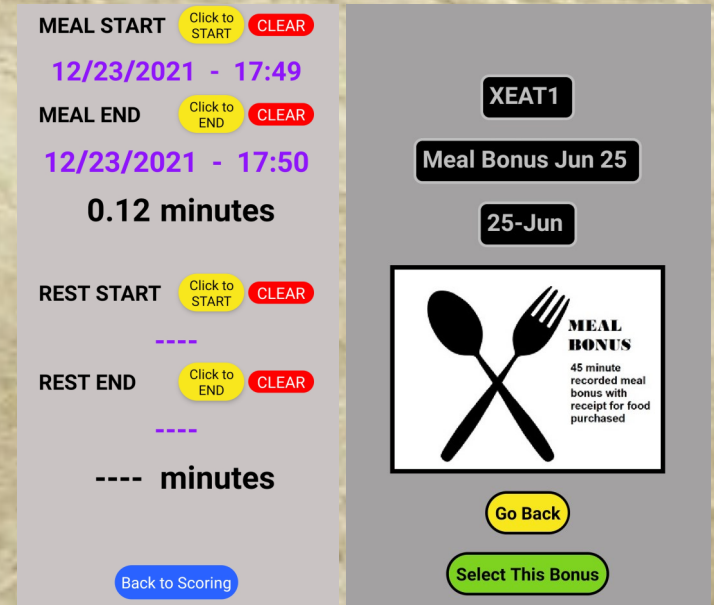 MEAL START
Click to
START
CLEAR
12/23/2021 - 17:49
MEAL END
Click to
END
CLEAR
12/23/2021 - 17:50
0.12 minutes
REST START
Click to
START
CLEAR
----
REST END
Click to
END
CLEAR
----
---- minutes
Back to Scoring
XEAT1
Meal Bonus Jun 25
25-Jun
MEAL
BONUS
45 minute
recorded meal
bonus with
receipt for food
purchased
Go Back
Select This Bonus